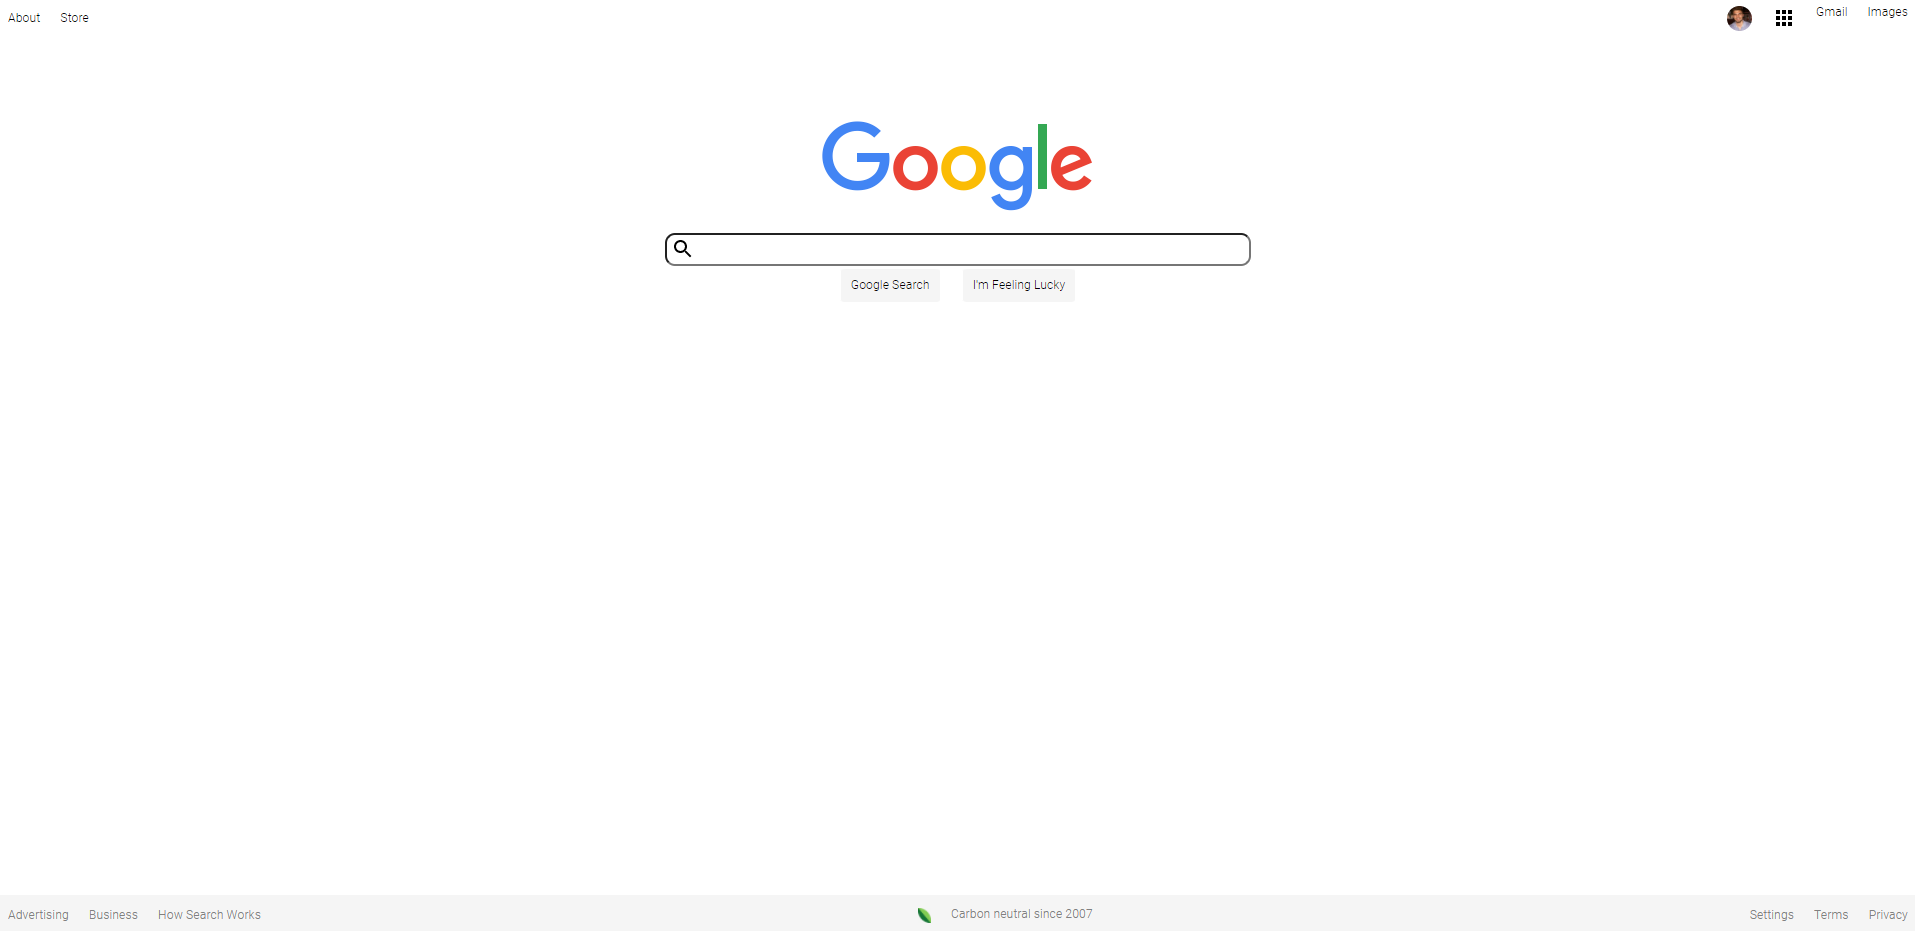 About Store Gmail Images
Google
Google Search I'm Feeling Lucky
Advertising Business How Search Works Carbon neutral since 2007 Settings Terms Privacy